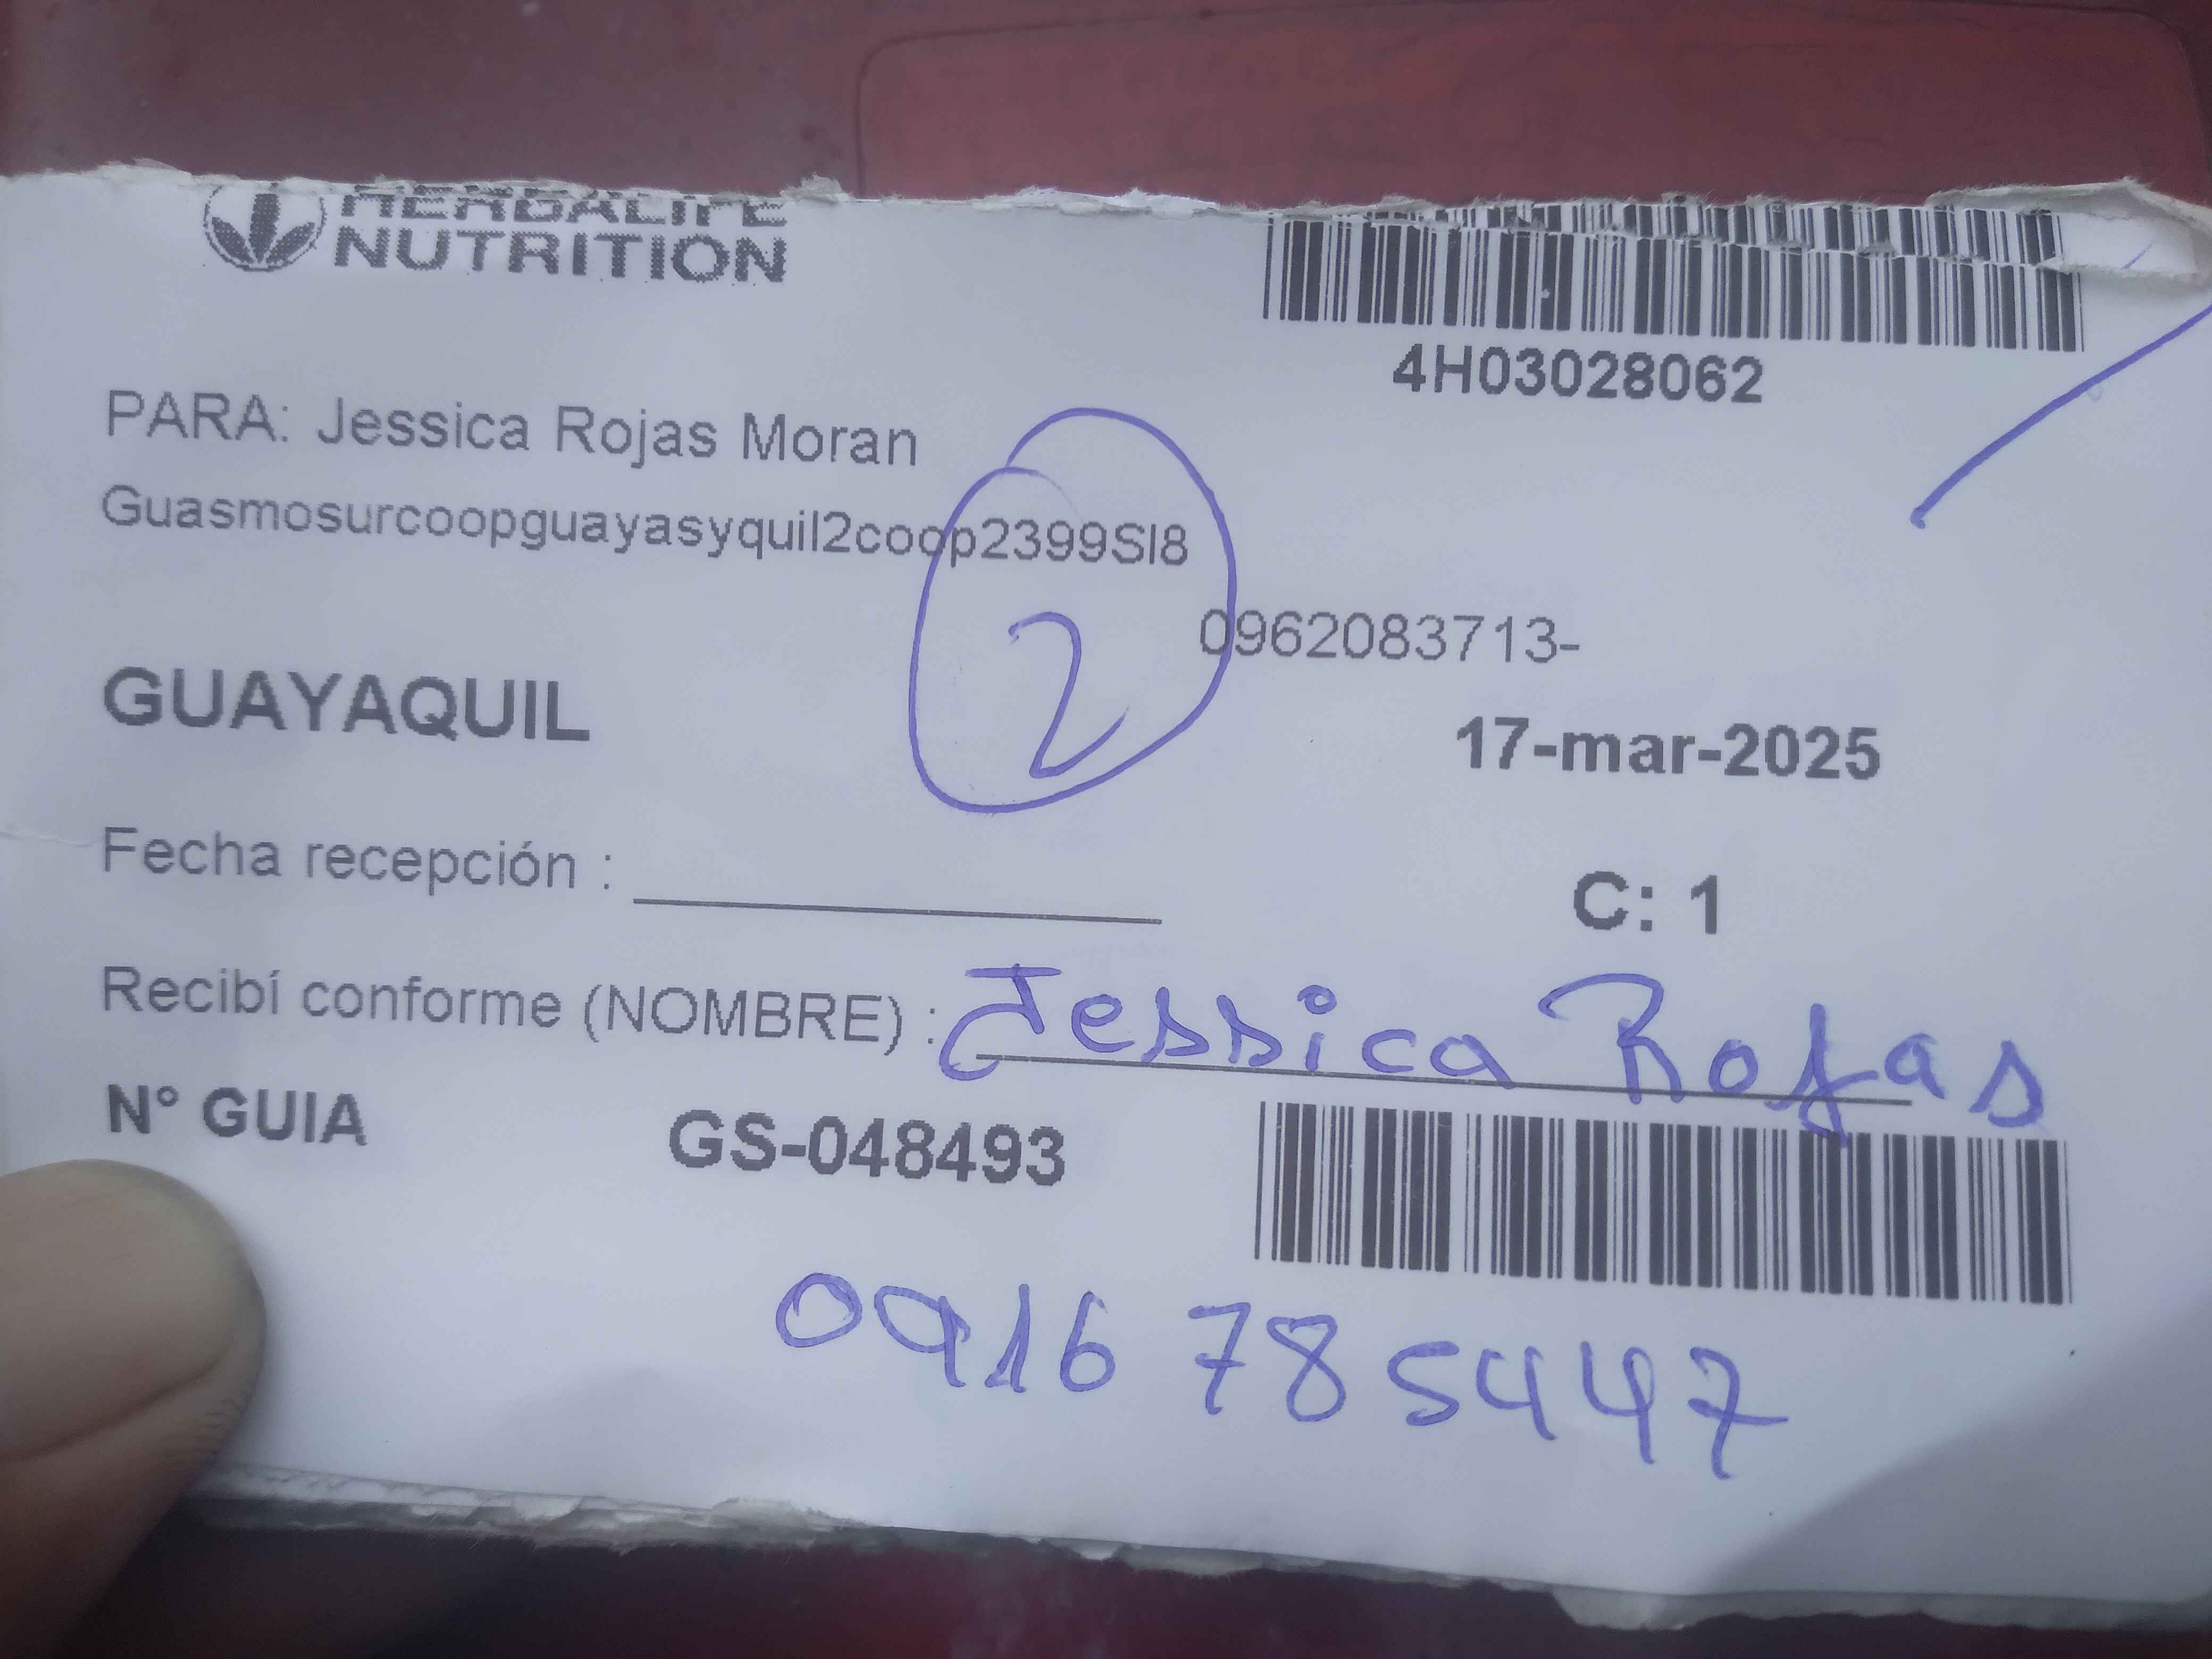 HERBALIFE
NUTRITION
4H03028062
PARA: Jessica Rojas Moran
Guasmosurcoopguayasyquil2coop2399Sl8
2
0962083713-
GUAYAQUIL
17-mar-2025
Fecha recepción :
C: 1
Recibí conforme (NOMBRE) : Jessica Rojas
N° GUIA GS-048493
0916785447